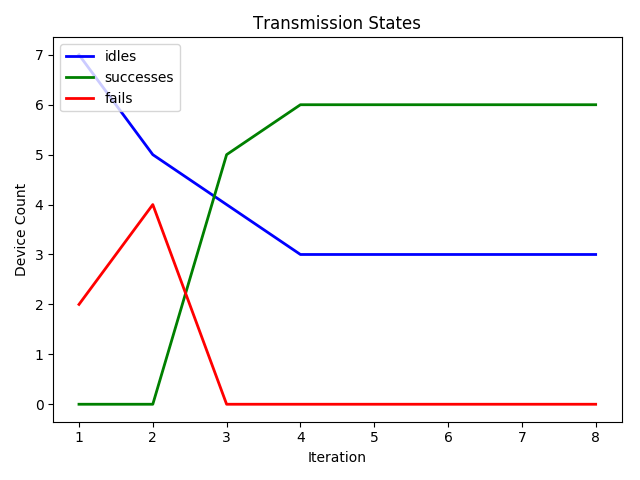 Transmission States
idles
successes
fails
Device Count
7
6
5
4
3
2
1
0
1 2 3 4 5 6 7 8
Iteration